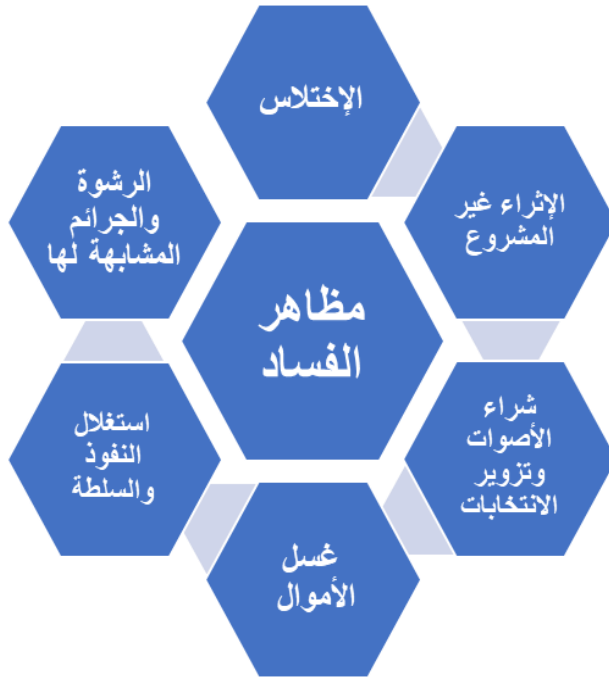 مظاهر
الفساد
الإختلاس
الإثراء غير
المشروع
شراء
الأصوات
وتزوير
الانتخابات
غسل
الأموال
استغلال
النفوذ
والسلطة
الرشوة
والجرائم
المشابهة لها